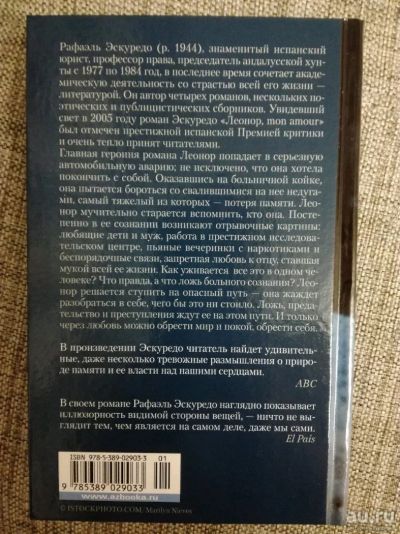 Рафаэль Эскуредо (р. 1944), знаменитый испанский
юрист, профессор права, председатель андалусской хун-
ты с 1977 по 1984 год, в последнее время сочетает акаде-
мическую деятельность со страстью всей его жизни —
литературой. Он автор четырех романов, нескольких по-
этических и публицистических сборников. Увидевший
свет в 2005 году роман Эскуредо «Леонор, mon amour»
был отмечен престижной испанской Премией критики
и очень тепло принят читателями.
Главная героиня романа Леонор попадает в серьезную
автомобильную аварию; не исключено, что она хотела
покончить с собой. Оказавшись на больничной койке,
она пытается бороться со свалившимися на нее недуга-
ми, самый тяжелый из которых — потеря памяти. Лео-
нор мучительно старается вспомнить, кто она. Посте-
пенно в ее сознании возникают отрывочные картины:
любящие дети и муж, работа в престижном исследова-
тельском центре, пьяные вечеринки с наркотиками и
беспорядочные связи, запретная любовь к отцу, ставшая
мукой всей ее жизни. Как уживается все это в одном че-
ловеке? Что правда, а что ложь больного сознания? Лео-
нор решается ступить на опасный путь — она жаждет
разобраться в себе, чего бы это ни стоило. Ложь, преда-
тельство и преступления ждут ее на этом пути. И только
через любовь можно обрести мир и покой, обрести себя.
В произведении Эскуредо читатель найдет удивитель-
ные, даже несколько тревожные размышления о приро-
де памяти и ее власти над нашими сердцами.
ABC
В своем романе Рафаэль Эскуредо наглядно показывает
иллюзорность видимой стороны вещей, — ничто не вы-
глядит тем, чем является на самом деле, даже мы сами.
El País
ISBN 978-5-389-02903-3 01
9 785389 029033
www.azbooka.ru
© ISTOCKPHOTO.COM/Marilyn Nieves
au.ru